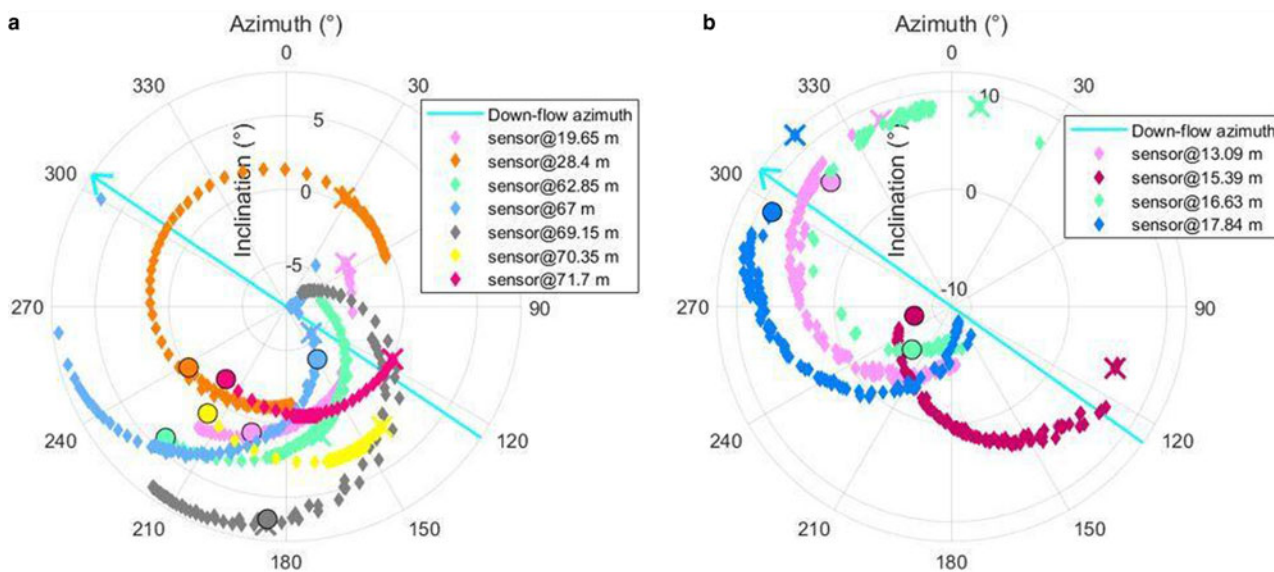 a
Azimuth (°)
0
30
90
120
150
180
210
240
270
300
330
5
0
-5
Inclination (°)
Down-flow azimuth
sensor@19.65 m
sensor@28.4 m
sensor@62.85 m
sensor@67 m
sensor@69.15 m
sensor@70.35 m
sensor@71.7 m
b
Azimuth (°)
0
30
90
120
150
180
210
240
270
300
330
10
0
-10
Inclination (°)
Down-flow azimuth
sensor@13.09 m
sensor@15.39 m
sensor@16.63 m
sensor@17.84 m